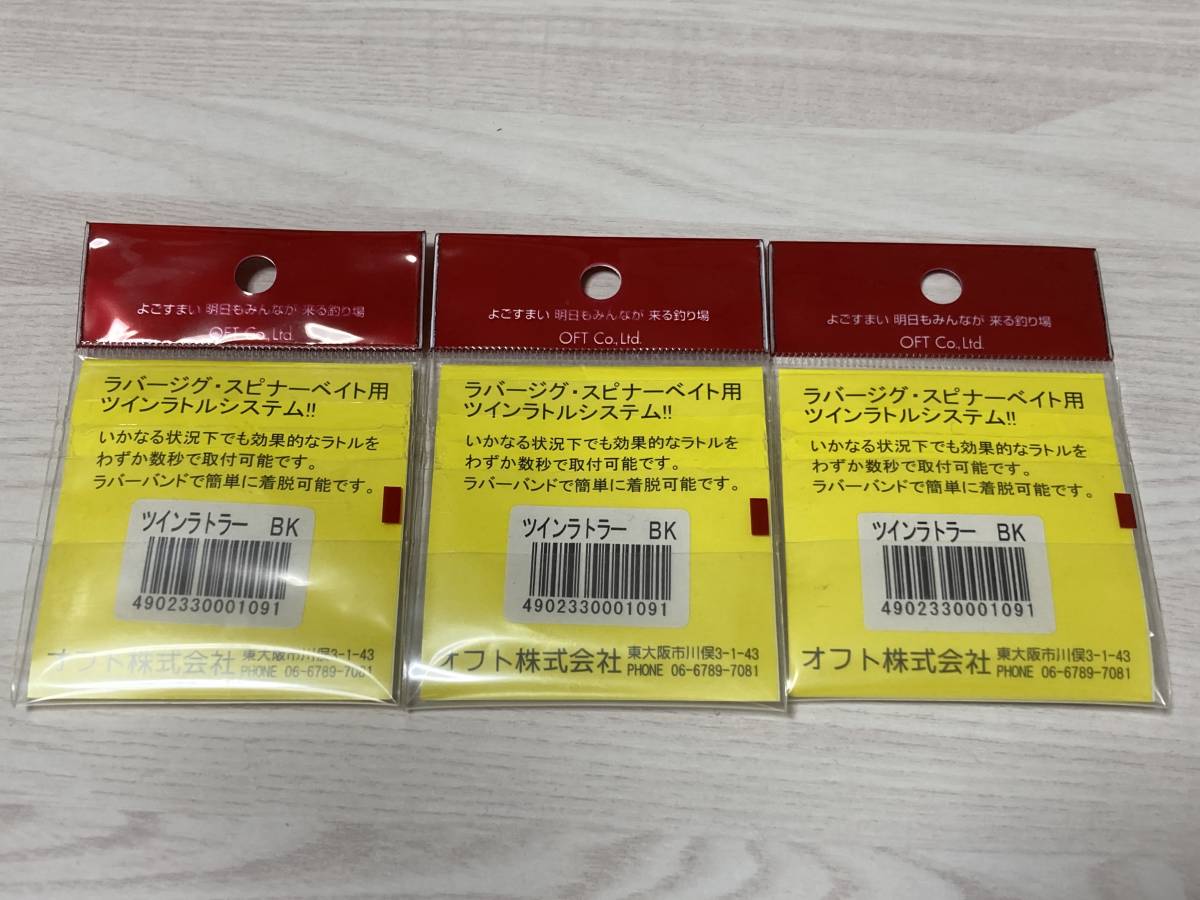 よごすまい 明日もみんなが 来る釣り場
OFT Co.,Ltd.
ラバージグ・スピナーベイト用
ツインラトルシステム!!
いかなる状況下でも効果的なラトルを
わずか数秒で取付可能です。
ラバーバンドで簡単に着脱可能です。
ツインラトラー BK
4902330001091
オフト株式会社 東大阪市川俣3-1-43
PHONE 06-6789-7081
よごすまい 明日もみんなが 来る釣り場
OFT Co.,Ltd.
ラバージグ・スピナーベイト用
ツインラトルシステム!!
いかなる状況下でも効果的なラトルを
わずか数秒で取付可能です。
ラバーバンドで簡単に着脱可能です。
ツインラトラー BK
4902330001091
オフト株式会社 東大阪市川俣3-1-43
PHONE 06-6789-7081
よごすまい 明日もみんなが 来る釣り場
OFT Co.,Ltd.
ラバージグ・スピナーベイト用
ツインラトルシステム!!
いかなる状況下でも効果的なラトルを
わずか数秒で取付可能です。
ラバーバンドで簡単に着脱可能です。
ツインラトラー BK
4902330001091
オフト株式会社 東大阪市川俣3-1-43
PHONE 06-6789-7081